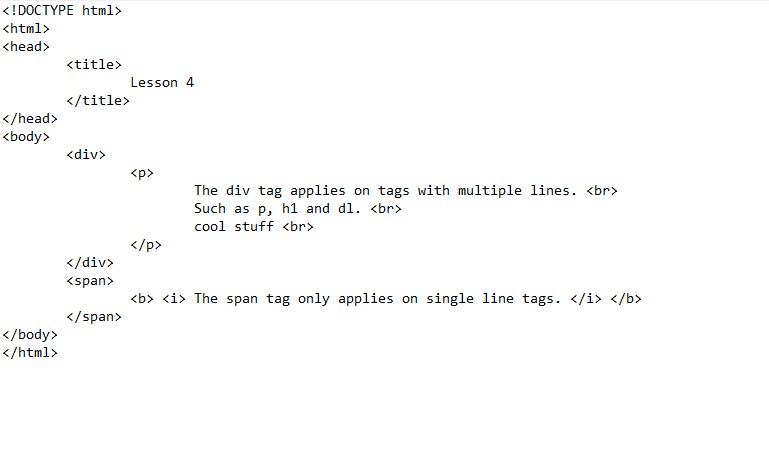 <!DOCTYPE html>
<html>
<head>
	<title>
		Lesson 4
	</title>
</head>
<body>
	<div>
		<p>
			The div tag applies on tags with multiple lines. <br>
			Such as p, h1 and dl. <br>
			cool stuff <br>
		</p>
	</div>
	<span>
		<b> <i> The span tag only applies on single line tags. </i> </b>
	</span>
</body>
</html>